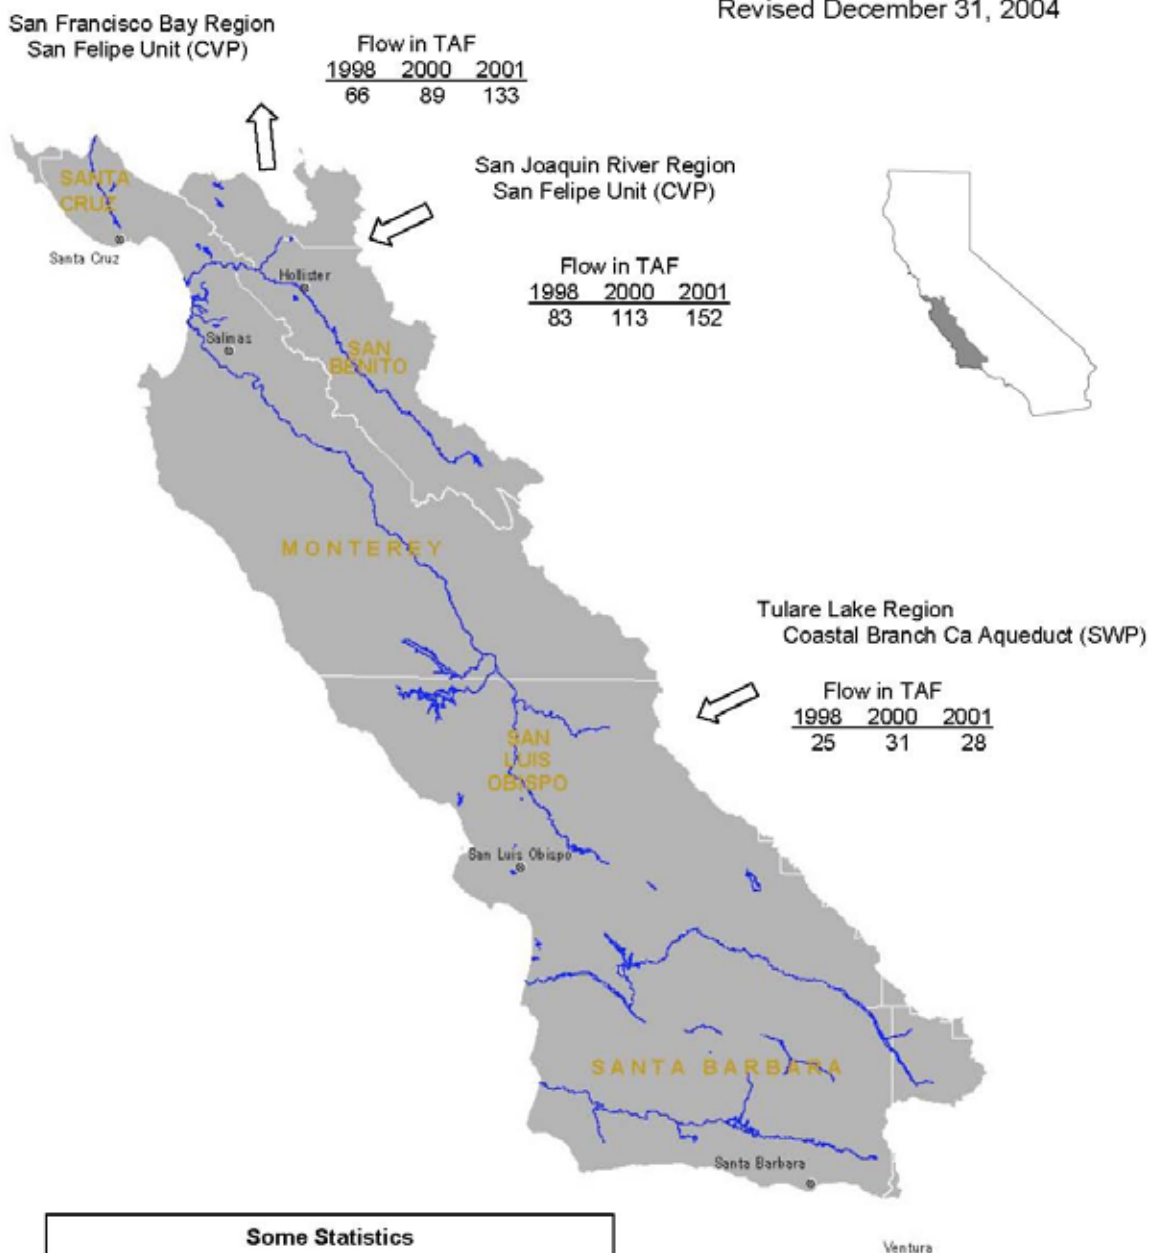 Revised December 31, 2004
San Francisco Bay Region
San Felipe Unit (CVP)
Flow in TAF
1998 2000 2001
66 89 133
San Joaquin River Region
San Felipe Unit (CVP)
Flow in TAF
1998 2000 2001
83 113 152
SANTA
CRUZ
Santa Cruz
Hollister
Salinas
SAN
BENITO
MONTEREY
Tulare Lake Region
Coastal Branch Ca Aqueduct (SWP)
Flow in TAF
1998 2000 2001
25 31 28
SAN
LUIS
OBISPO
San Luis Obispo
SANTA BARBARA
Santa Barbara
Some Statistics
Ventura